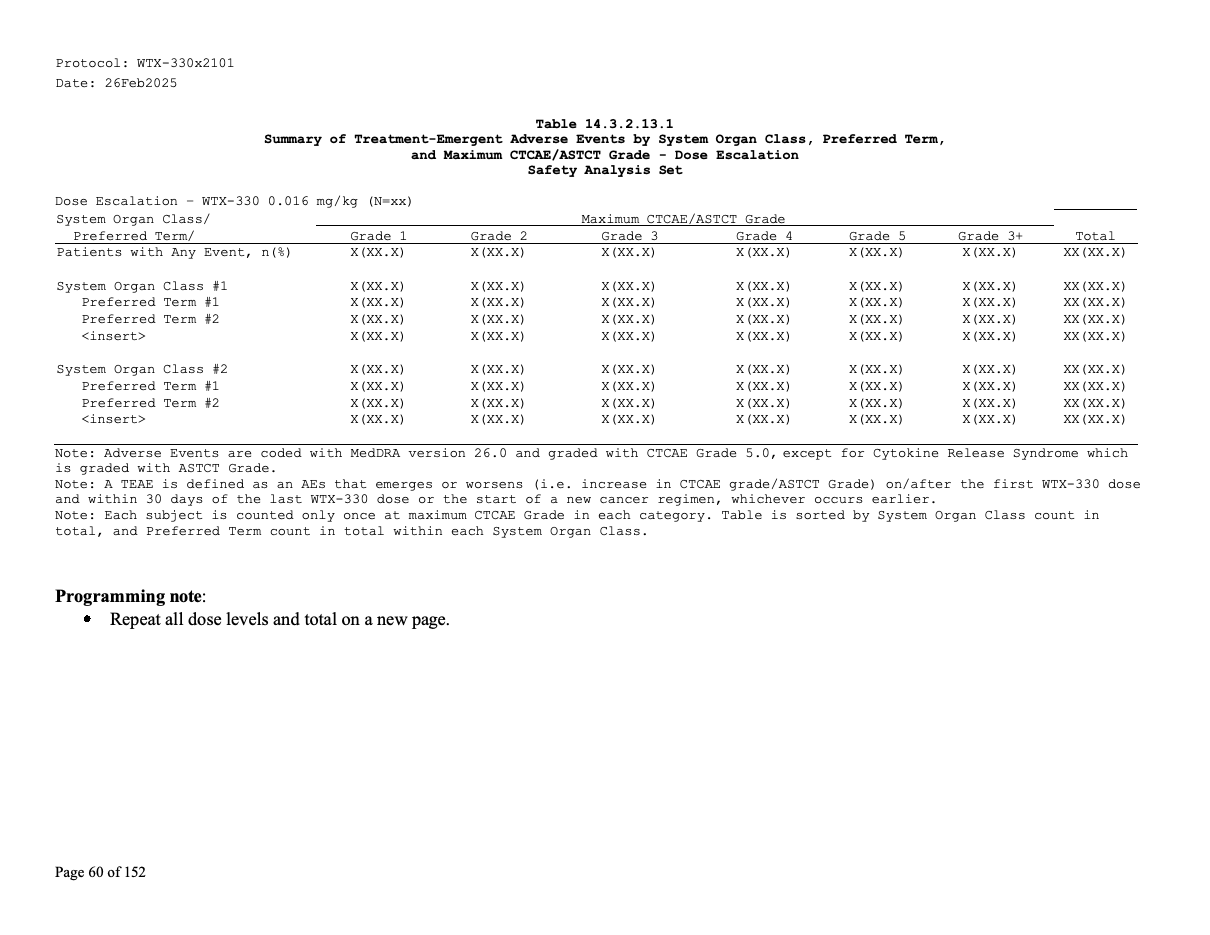 Protocol: WTX-330x2101
Date: 26Feb2025
Table 14.3.2.13.1
Summary of Treatment-Emergent Adverse Events by System Organ Class, Preferred Term,
and Maximum CTCAE/ASTCT Grade - Dose Escalation
Safety Analysis Set
Dose Escalation – WTX-330 0.016 mg/kg (N=xx)
System Organ Class/ Maximum CTCAE/ASTCT Grade
Preferred Term/ Grade 1 Grade 2 Grade 3 Grade 4 Grade 5 Grade 3+ Total
Patients with Any Event, n(%) X(XX.X) X(XX.X) X(XX.X) X(XX.X) X(XX.X) X(XX.X) XX(XX.X)
System Organ Class #1 X(XX.X) X(XX.X) X(XX.X) X(XX.X) X(XX.X) X(XX.X) XX(XX.X)
Preferred Term #1 X(XX.X) X(XX.X) X(XX.X) X(XX.X) X(XX.X) X(XX.X) XX(XX.X)
Preferred Term #2 X(XX.X) X(XX.X) X(XX.X) X(XX.X) X(XX.X) X(XX.X) XX(XX.X)
<insert> X(XX.X) X(XX.X) X(XX.X) X(XX.X) X(XX.X) X(XX.X) XX(XX.X)
System Organ Class #2 X(XX.X) X(XX.X) X(XX.X) X(XX.X) X(XX.X) X(XX.X) XX(XX.X)
Preferred Term #1 X(XX.X) X(XX.X) X(XX.X) X(XX.X) X(XX.X) X(XX.X) XX(XX.X)
Preferred Term #2 X(XX.X) X(XX.X) X(XX.X) X(XX.X) X(XX.X) X(XX.X) XX(XX.X)
<insert> X(XX.X) X(XX.X) X(XX.X) X(XX.X) X(XX.X) X(XX.X) XX(XX.X)
Note: Adverse Events are coded with MedDRA version 26.0 and graded with CTCAE Grade 5.0, except for Cytokine Release Syndrome which
is graded with ASTCT Grade.
Note: A TEAE is defined as an AEs that emerges or worsens (i.e. increase in CTCAE grade/ASTCT Grade) on/after the first WTX-330 dose
and within 30 days of the last WTX-330 dose or the start of a new cancer regimen, whichever occurs earlier.
Note: Each subject is counted only once at maximum CTCAE Grade in each category. Table is sorted by System Organ Class count in
total, and Preferred Term count in total within each System Organ Class.
Programming note:
• Repeat all dose levels and total on a new page.
Page 60 of 152